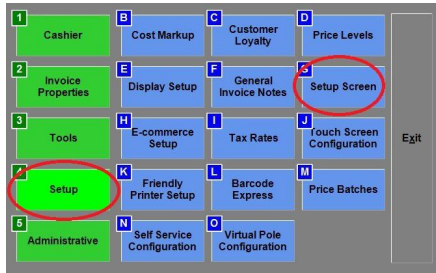 1
Cashier
B
Cost Markup
C
Customer
Loyalty
D
Price Levels
2
Invoice
Properties
E
Display Setup
F
General
Invoice Notes
G
Setup Screen
3
Tools
H
E-commerce
Setup
I
Tax Rates
J
Touch Screen
Configuration
Exit
4
Setup
K
Friendly
Printer Setup
L
Barcode
Express
M
Price Batches
5
Administrative
N
Self Service
Configuration
O
Virtual Pole
Configuration